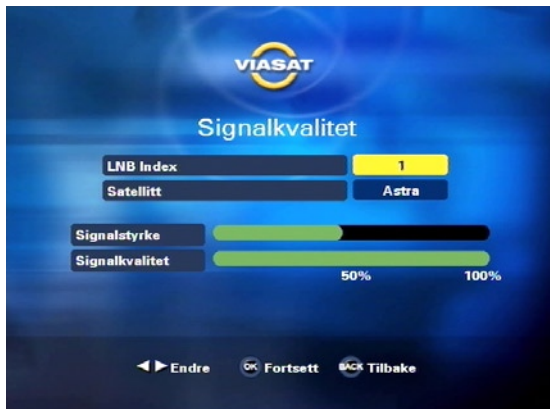 VIASAT
Signalkvalitet
LNB Index 1
Satellitt Astra
Signalstyrke
Signalkvalitet
50% 100%
Endre OK Fortsett BACK Tilbake